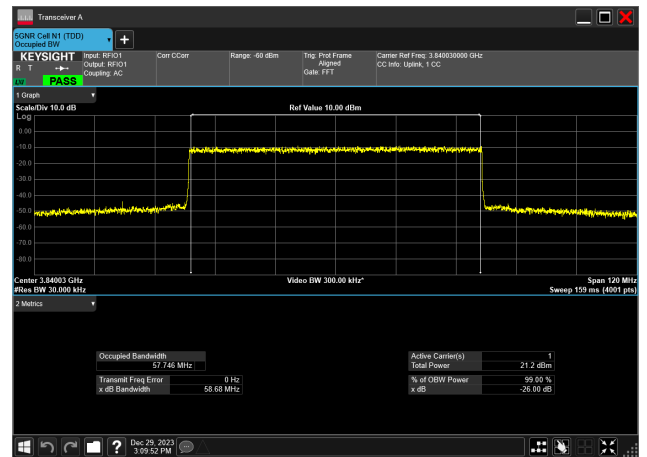 Transceiver A
5GNR Cell N1 (TDD)
Occupied BW
KEYSIGHT
R T
LW
PASS
Input: RFIO1
Output: RFIO1
Coupling: AC
Corr CCorr
Range: -60 dBm
Trig: Prot Frame
Aligned
Gate: FFT
Carrier Ref Freq: 3.840030000 GHz
CC Info: Uplink, 1 CC
1 Graph
Scale/Div 10.0 dB
Ref Value 10.00 dBm
Log
0.00
-10.0
-20.0
-30.0
-40.0
-50.0
-60.0
-70.0
-80.0
Center 3.84003 GHz
Video BW 300.00 kHz*
Span 120 MHz
#Res BW 30.000 kHz
Sweep 159 ms (4001 pts)
2 Metrics
Occupied Bandwidth
57.746 MHz
Transmit Freq Error 0 Hz
x dB Bandwidth 58.68 MHz
Active Carrier(s) 1
Total Power 21.2 dBm
% of OBW Power 99.00 %
x dB -26.00 dB
?
Dec 29, 2023
3:09:52 PM